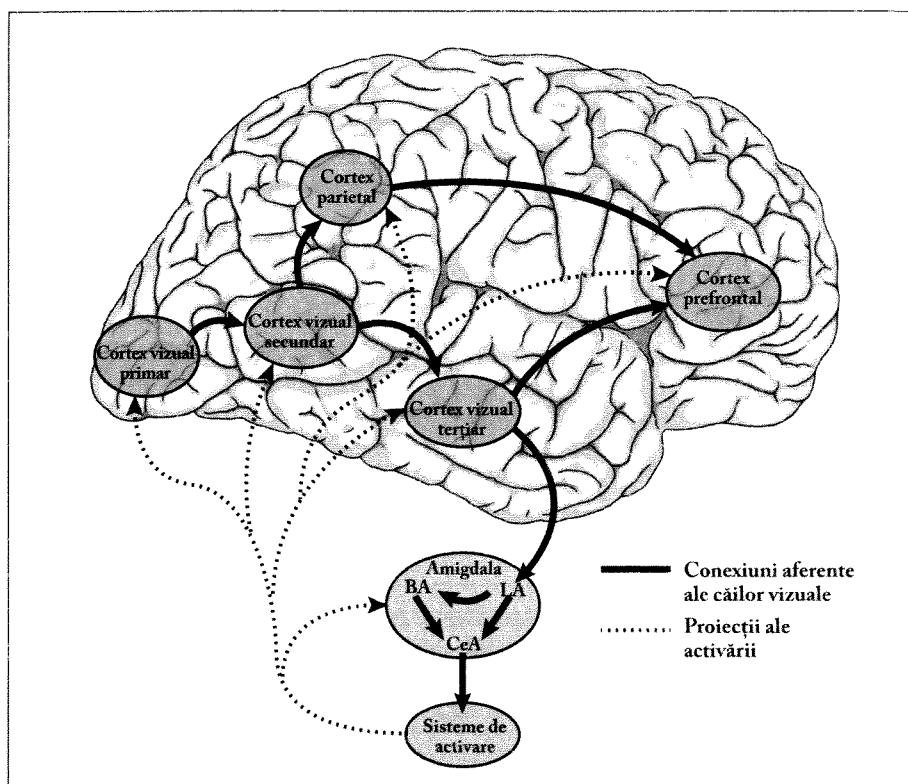 Cortex
parietal
Cortex
prefrontal
Cortex vizual
secundar
Cortex vizual
primar
Cortex vizual
terțiar
Amigdala
BA
LA
CeA
Sisteme de
activare
Conexiuni aferente
ale căilor vizuale
Proiecții ale
activării